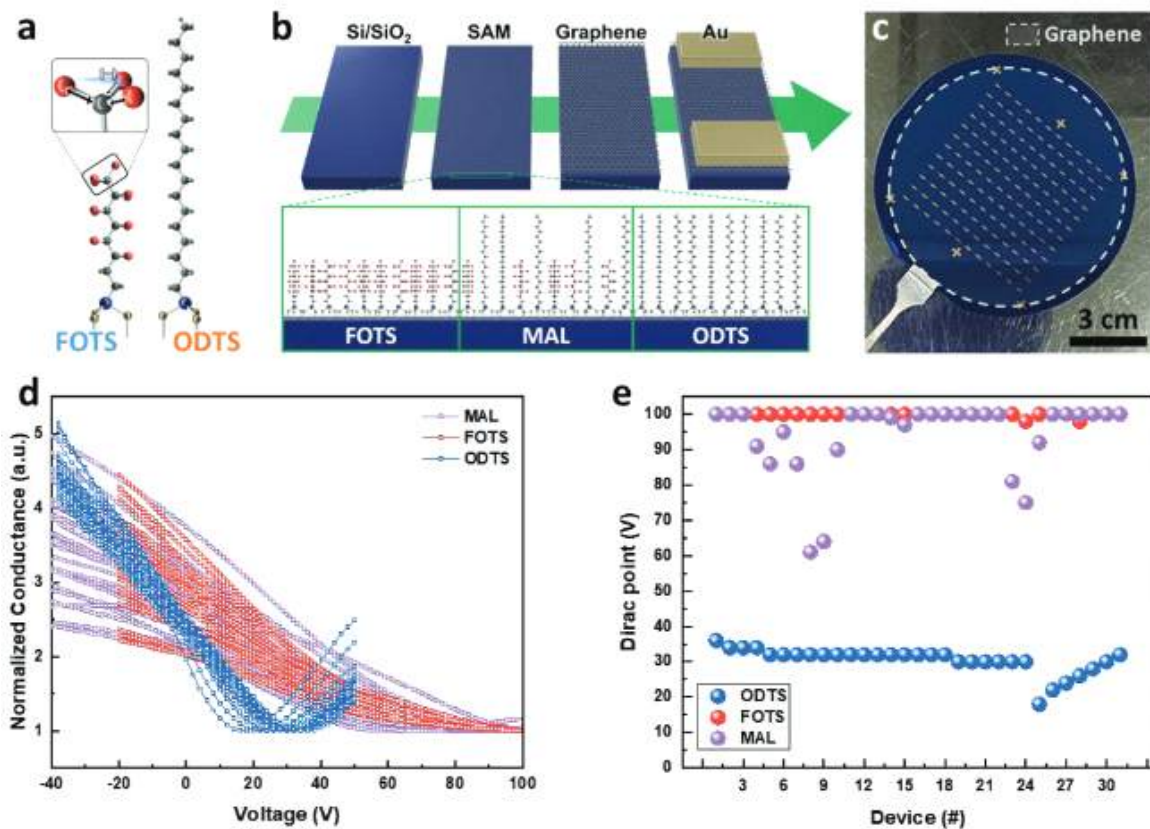 a
FOTS ODTS
b
Si/SiO₂ SAM Graphene Au
FOTS MAL ODTS
c
Graphene
3 cm
d
MAL
FOTS
ODTS
5
4
3
2
1
Normalized Conductance (a.u.)
-40 -20 0 20 40 60 80 100
Voltage (V)
e
100
90
80
70
60
50
40
30
20
10
0
Dirac point (V)
ODTS
FOTS
MAL
3 6 9 12 15 18 21 24 27 30
Device (#)